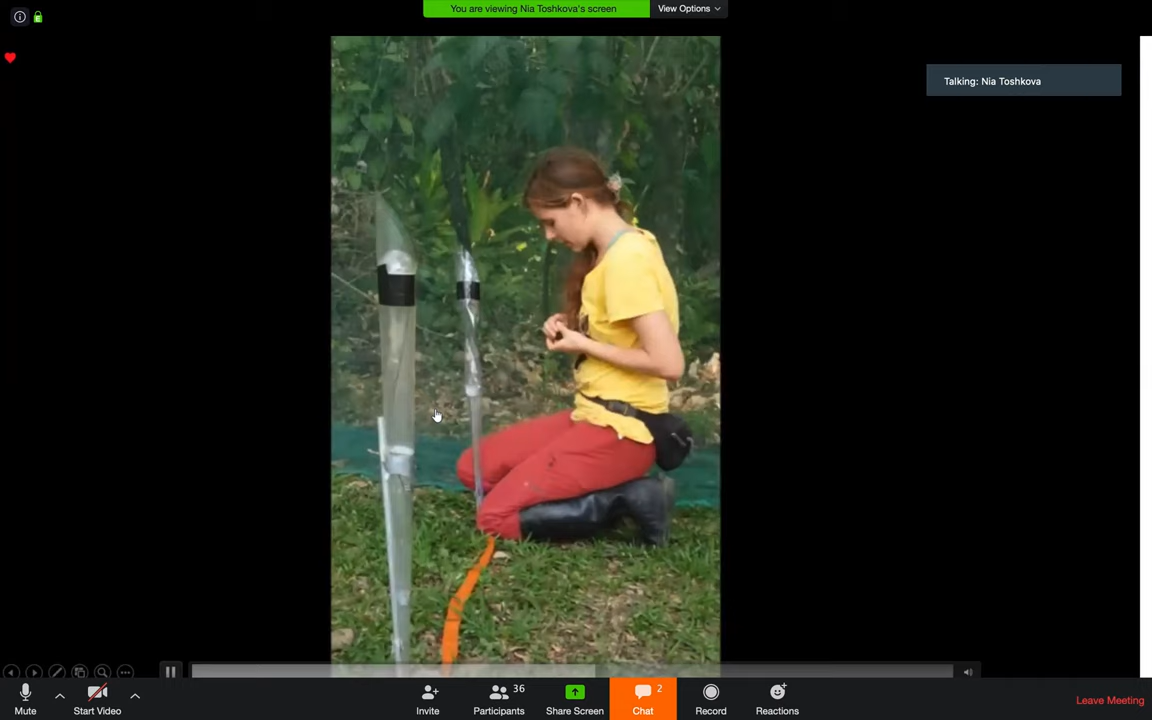 You are viewing Nia Toshkova's screen
View Options
Talking: Nia Toshkova
Mute
Start Video
Invite
36
Participants
Share Screen
2
Chat
Record
Reactions
Leave Meeting